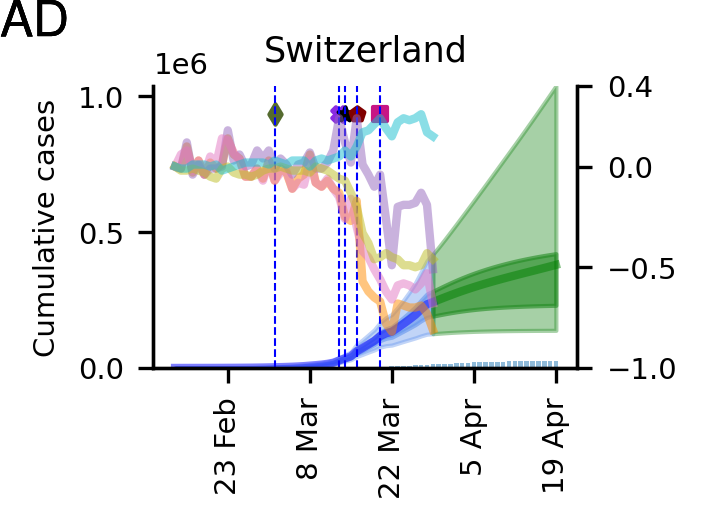 AD
Switzerland
1e6
Cumulative cases
1.0
0.5
0.0
0.4
0.0
−0.5
−1.0
23 Feb
8 Mar
22 Mar
5 Apr
19 Apr